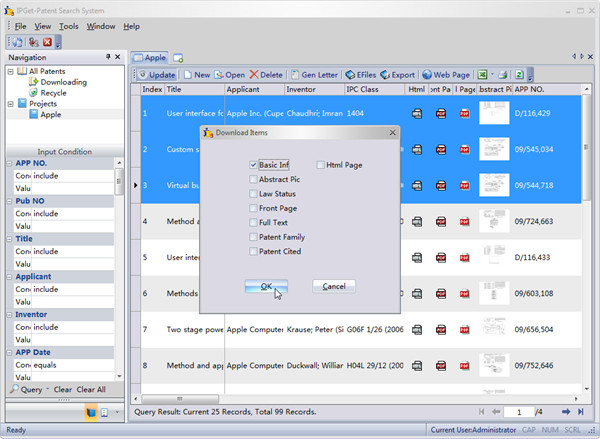 IPGet-Patent Search System
File View Tools Window Help
Navigation
All Patents
Downloading
Recycle
Projects
Apple
Input Condition
APP NO.
Con include
Valu
Pub NO
Con include
Valu
Title
Con include
Valu
Applicant
Con include
Valu
Inventor
Con include
Valu
APP Date
Con equals
Valu
Query Clear Clear All
Apple
Update New Open Delete Gen Letter EFiles Export Web Page
Index Title Applicant Inventor IPC Class Html ont Pa l Page bstract Pi APP NO.
1 User interface fo Apple Inc. (Cupe Chaudhri; Imran 1404 D/116,429
2 Custom s 09/545,034
3 Virtual bu 09/544,718
4 Method a 09/724,663
5 User inter D/116,433
6 Methods 09/603,108
7 Two stage powe Apple Computer Krause; Peter (Si G06F 1/26 (2006 09/656,504
8 Method and app Apple Computer Duckwall; Williar H04L 29/12 (200 09/752,646
Download Items
Basic Inf Html Page
Abstract Pic
Law Status
Front Page
Full Text
Patent Family
Patent Cited
OK Cancel
Query Result: Current 25 Records, Total 99 Records.
1 /4
Ready Current User:Administrator CAP NUM SCRL